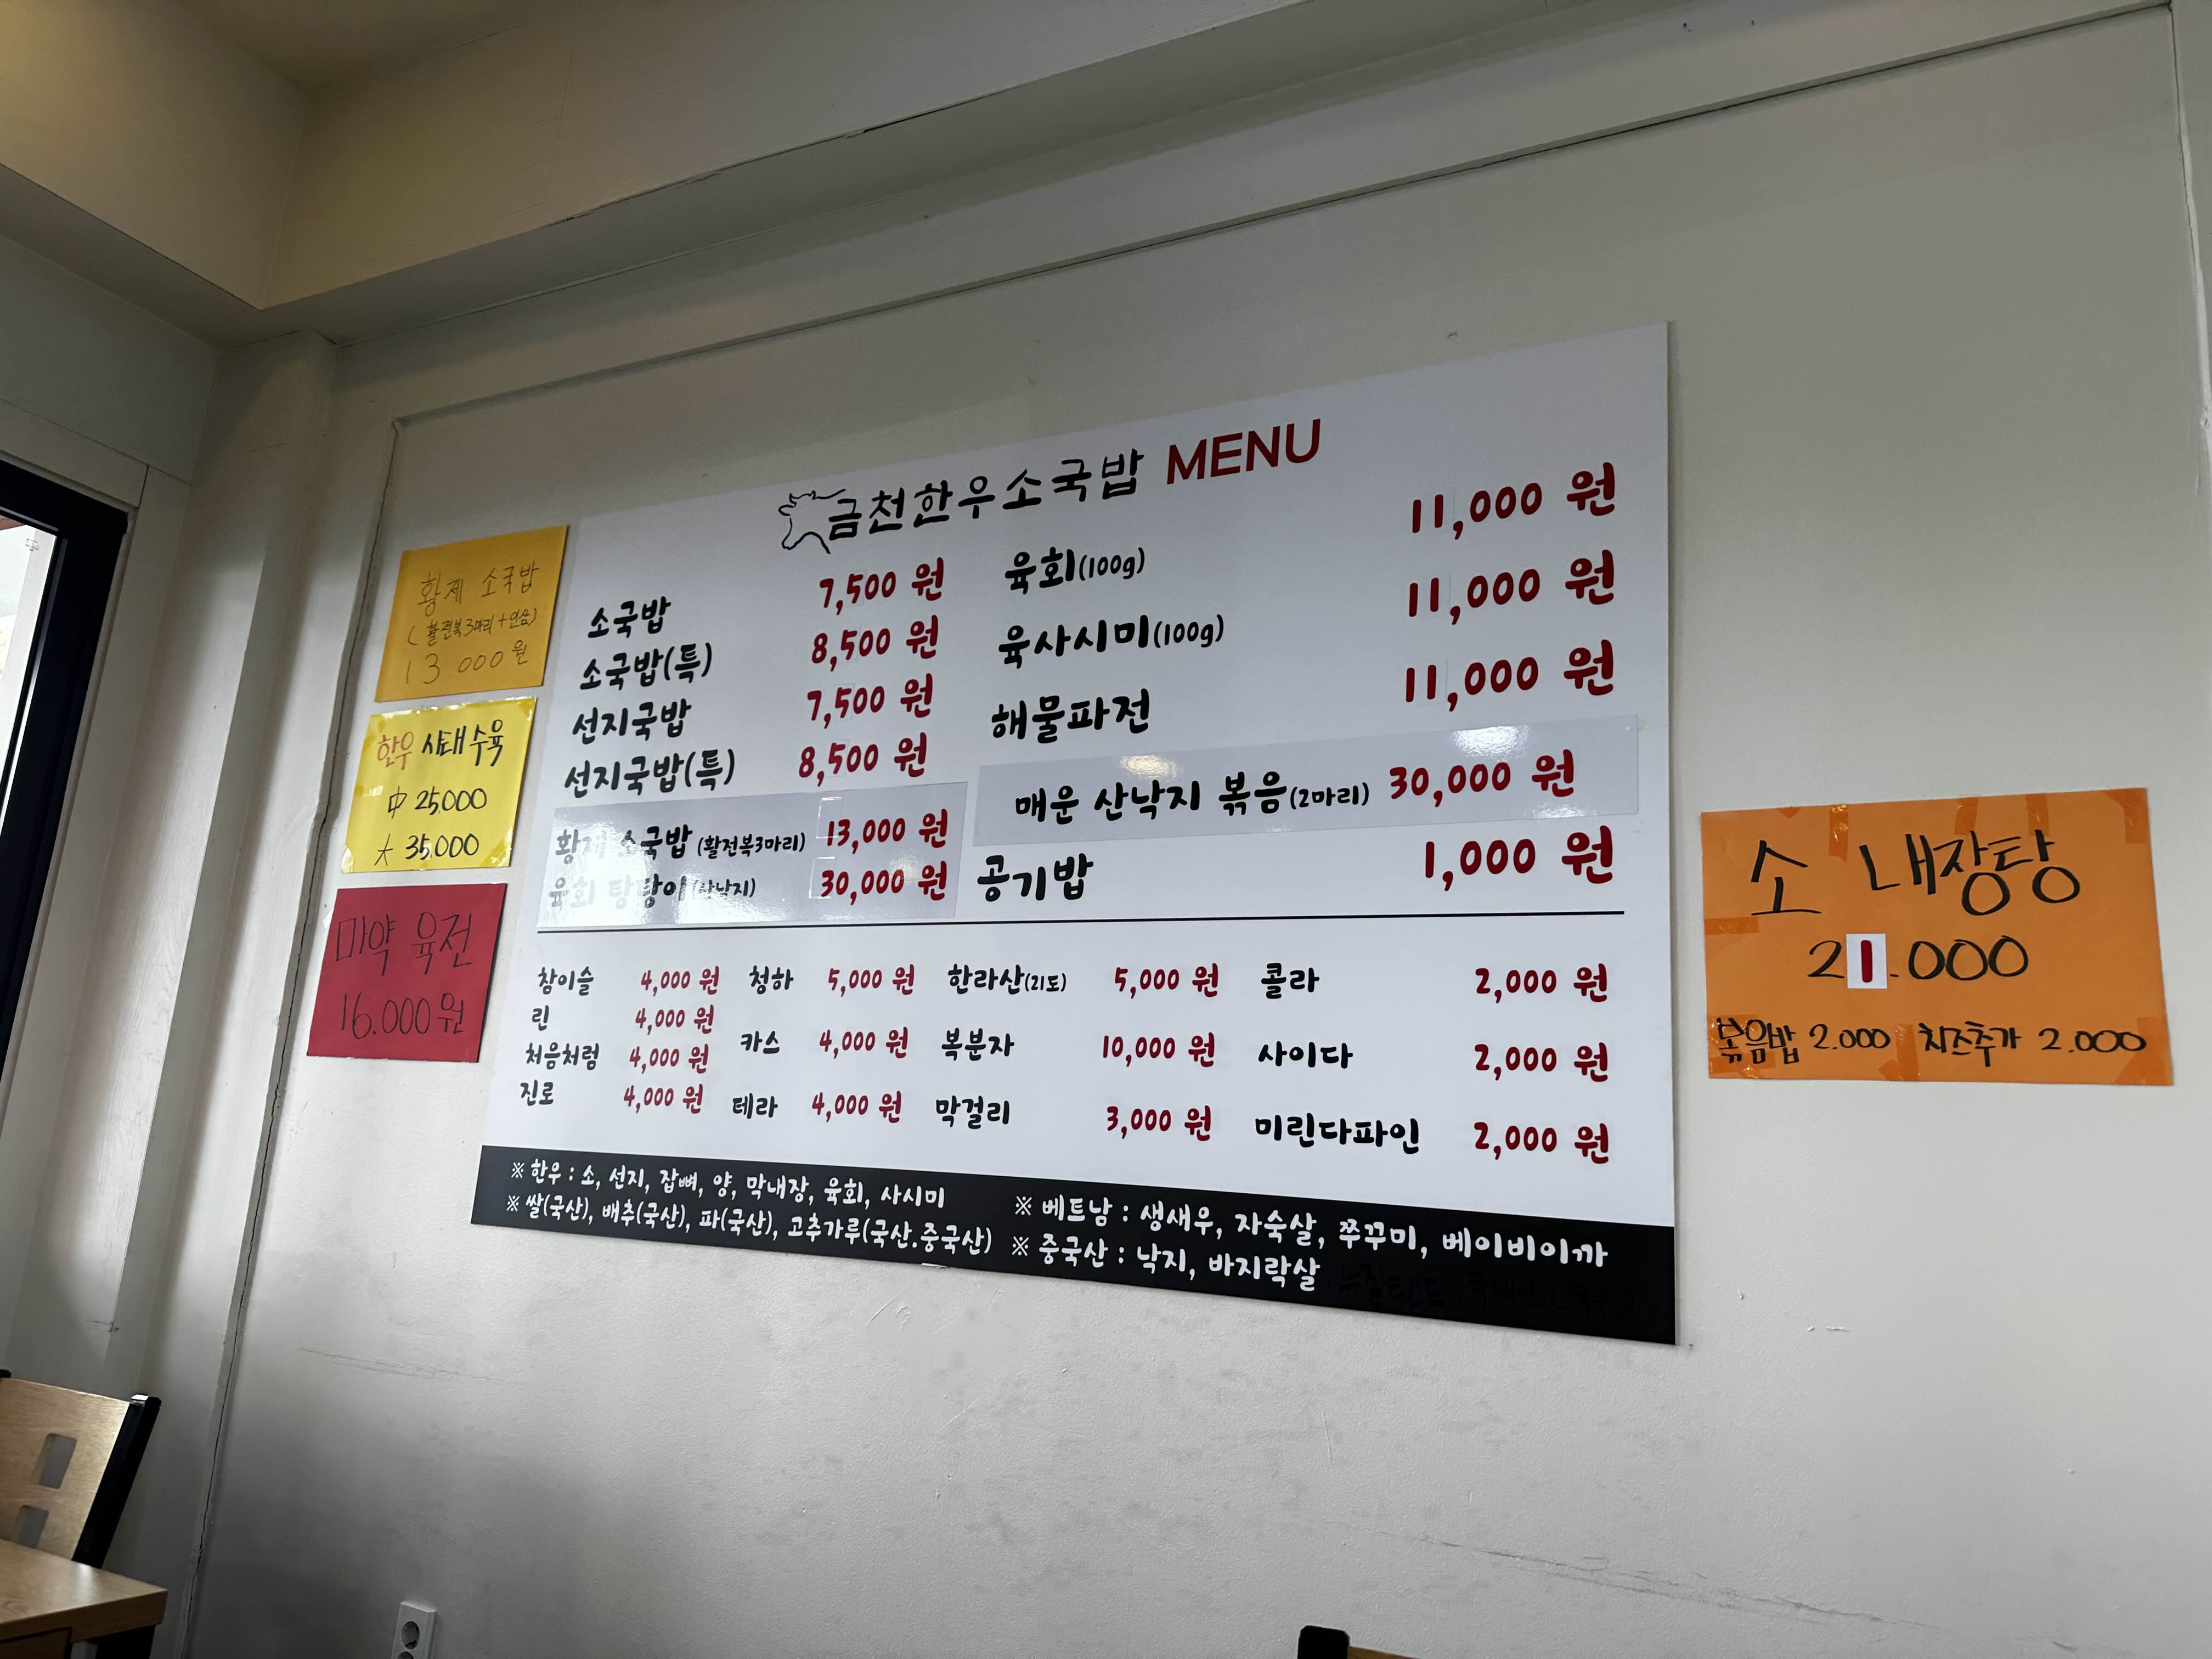 금천한우소국밥 MENU
소국밥 7,500 원
소국밥(특) 8,500 원
선지국밥 7,500 원
선지국밥(특) 8,500 원
황제 소국밥 (활전복3마리) 13,000 원
육회 탕탕이(산낙지) 30,000 원
육회(100g) 11,000 원
육사시미(100g) 11,000 원
해물파전 11,000 원
매운 산낙지 볶음(2마리) 30,000 원
공기밥 1,000 원
참이슬 4,000 원
린 4,000 원
처음처럼 4,000 원
진로 4,000 원
청하 5,000 원
카스 4,000 원
테라 4,000 원
한라산(21도) 5,000 원
복분자 10,000 원
막걸리 3,000 원
콜라 2,000 원
사이다 2,000 원
미린다파인 2,000 원
※ 한우 : 소, 선지, 잡뼈, 양, 막내장, 육회, 사시미
※ 쌀(국산), 배추(국산), 파(국산), 고추가루(국산.중국산)
※ 베트남 : 생새우, 자숙살, 쭈꾸미, 베이비이까
※ 중국산 : 낙지, 바지락살
황제 소국밥
(활전복3마리+인삼)
13.000원
한우 사태수육
中 25,000
大 35,000
마약 육전
16.000원
소 내장탕
21.000
볶음밥 2.000 치즈추가 2.000